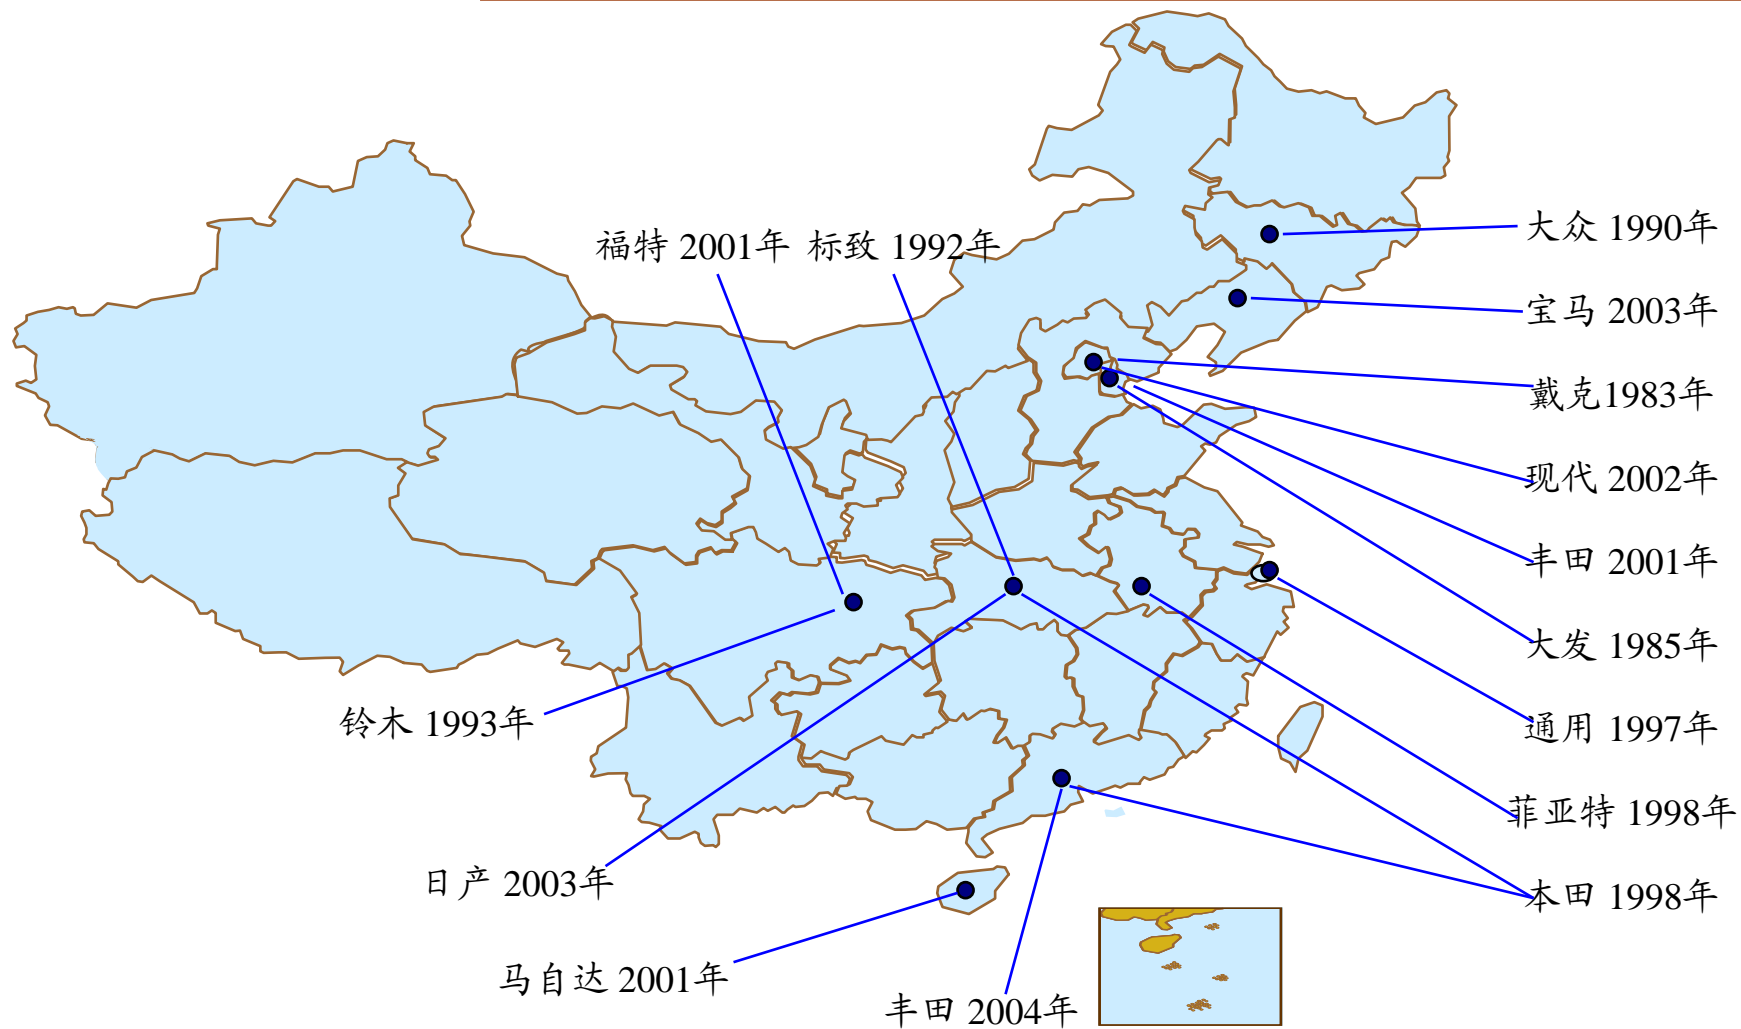 大众 1990年
福特 2001年 标致 1992年
宝马 2003年
戴克1983年
现代 2002年
丰田 2001年
大发 1985年
铃木 1993年
通用 1997年
菲亚特 1998年
日产 2003年
本田 1998年
马自达 2001年
丰田 2004年